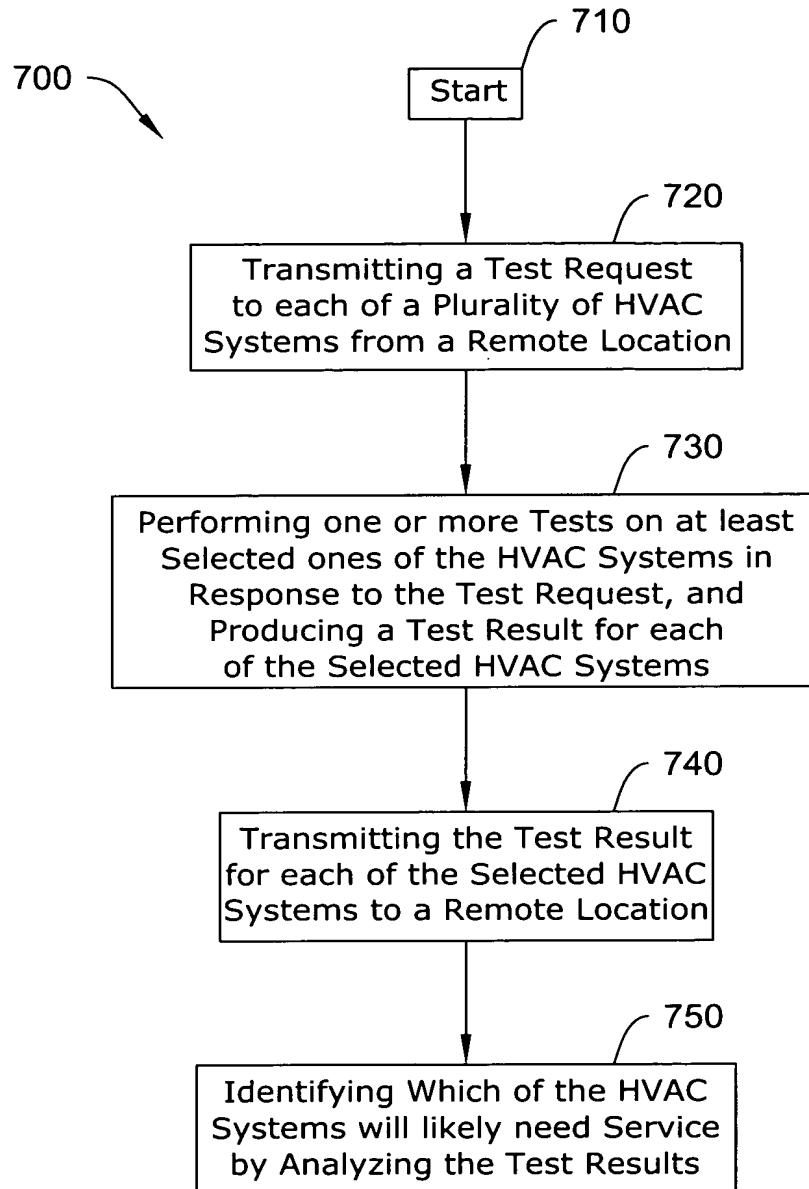 710
700
Start
720
Transmitting a Test Request
to each of a Plurality of HVAC
Systems from a Remote Location
730
Performing one or more Tests on at least
Selected ones of the HVAC Systems in
Response to the Test Request, and
Producing a Test Result for each
of the Selected HVAC Systems
740
Transmitting the Test Result
for each of the Selected HVAC
Systems to a Remote Location
750
Identifying Which of the HVAC
Systems will likely need Service
by Analyzing the Test Results